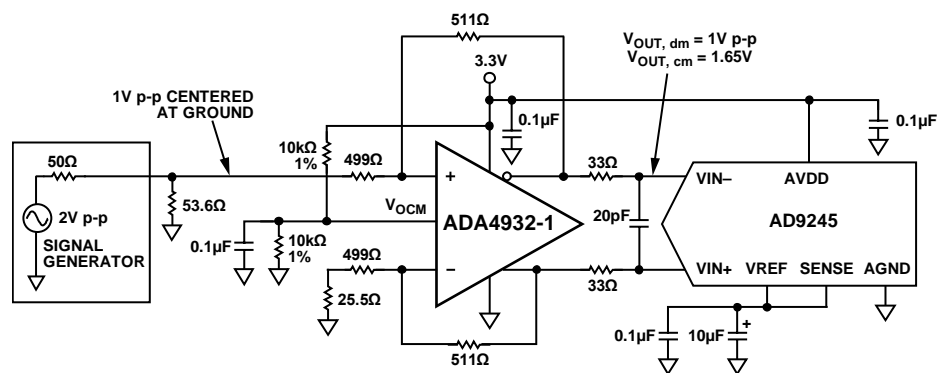 511Ω
VOUT, dm = 1V p-p
VOUT, cm = 1.65V
3.3V
1V p-p CENTERED
AT GROUND
0.1µF
0.1µF
50Ω
10kΩ
1%
499Ω
33Ω
VIN–
AVDD
2V p-p
SIGNAL
GENERATOR
53.6Ω
VOCM
+
ADA4932-1
20pF
AD9245
0.1µF
10kΩ
1%
499Ω
–
33Ω
VIN+
VREF
SENSE
AGND
25.5Ω
511Ω
0.1µF
10µF
+